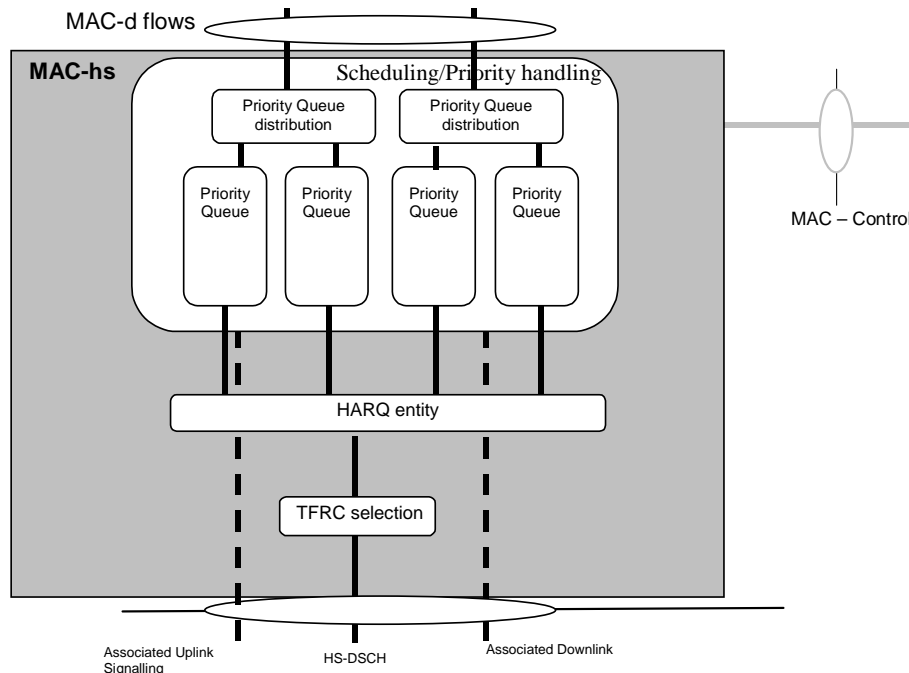 MAC-d flows
MAC-hs
Scheduling/Priority handling
Priority Queue
distribution
Priority Queue
distribution
Priority
Queue
Priority
Queue
Priority
Queue
Priority
Queue
MAC – Control
HARQ entity
TFRC selection
Associated Uplink
Signalling
HS-DSCH
Associated Downlink